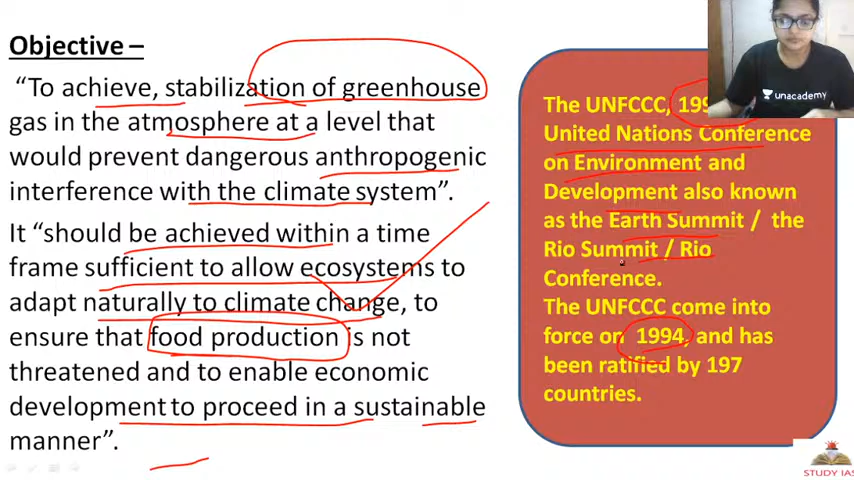 Objective –
“To achieve, stabilization of greenhouse
gas in the atmosphere at a level that
would prevent dangerous anthropogenic
interference with the climate system”.
It “should be achieved within a time
frame sufficient to allow ecosystems to
adapt naturally to climate change, to
ensure that food production is not
threatened and to enable economic
development to proceed in a sustainable
manner”.
unacademy
The UNFCCC,
United Nations Conference
on Environment and
Development also known
as the Earth Summit / the
Rio Summit / Rio
Conference.
The UNFCCC come into
force on 1994, and has
been ratified by 197
countries.
STUDY IAS